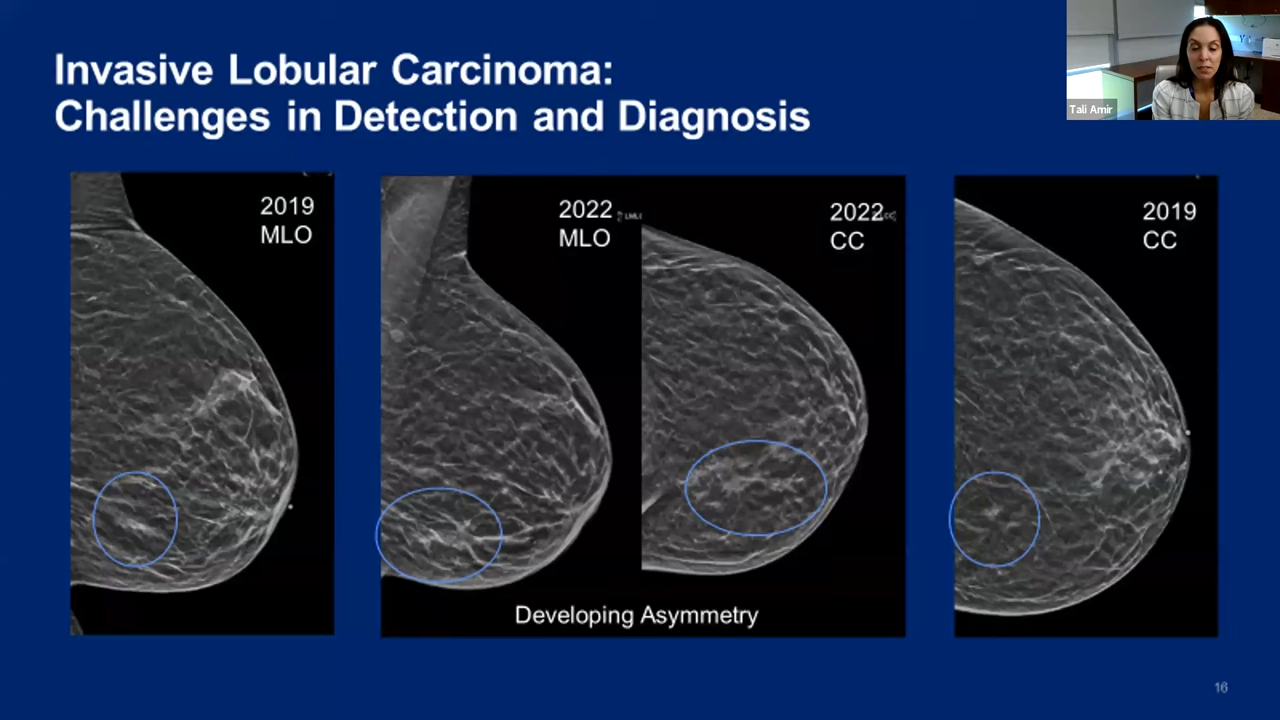 Invasive Lobular Carcinoma:
Challenges in Detection and Diagnosis
Tali Amir
2019
MLO
2022
MLO
2022
CC
2019
CC
Developing Asymmetry
16